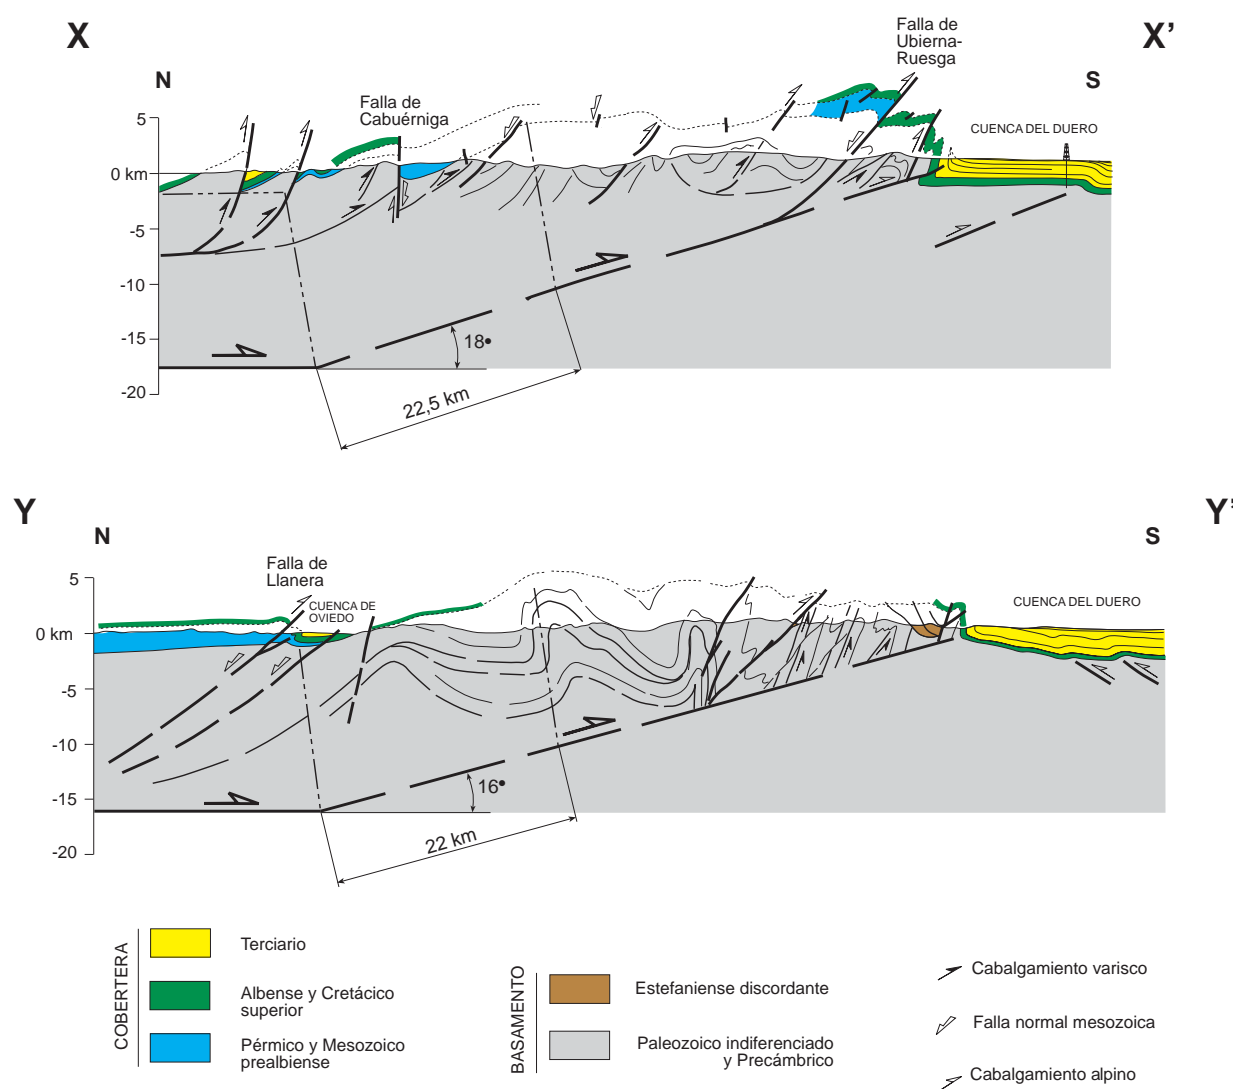 X
X'
N
S
Falla de
Cabuérniga
Falla de
Ubierna-
Ruesga
CUENCA DEL DUERO
5
0 km
-5
-10
-15
-20
18•
22,5 km
Y
Y'
N
S
Falla de
Llanera
CUENCA DE
OVIEDO
CUENCA DEL DUERO
5
0 km
-5
-10
-15
-20
16•
22 km
COBERTERA
Terciario
Albense y Cretácico
superior
Pérmico y Mesozoico
prealbiense
BASAMENTO
Estefaniense discordante
Paleozoico indiferenciado
y Precámbrico
Cabalgamiento varisco
Falla normal mesozoica
Cabalgamiento alpino